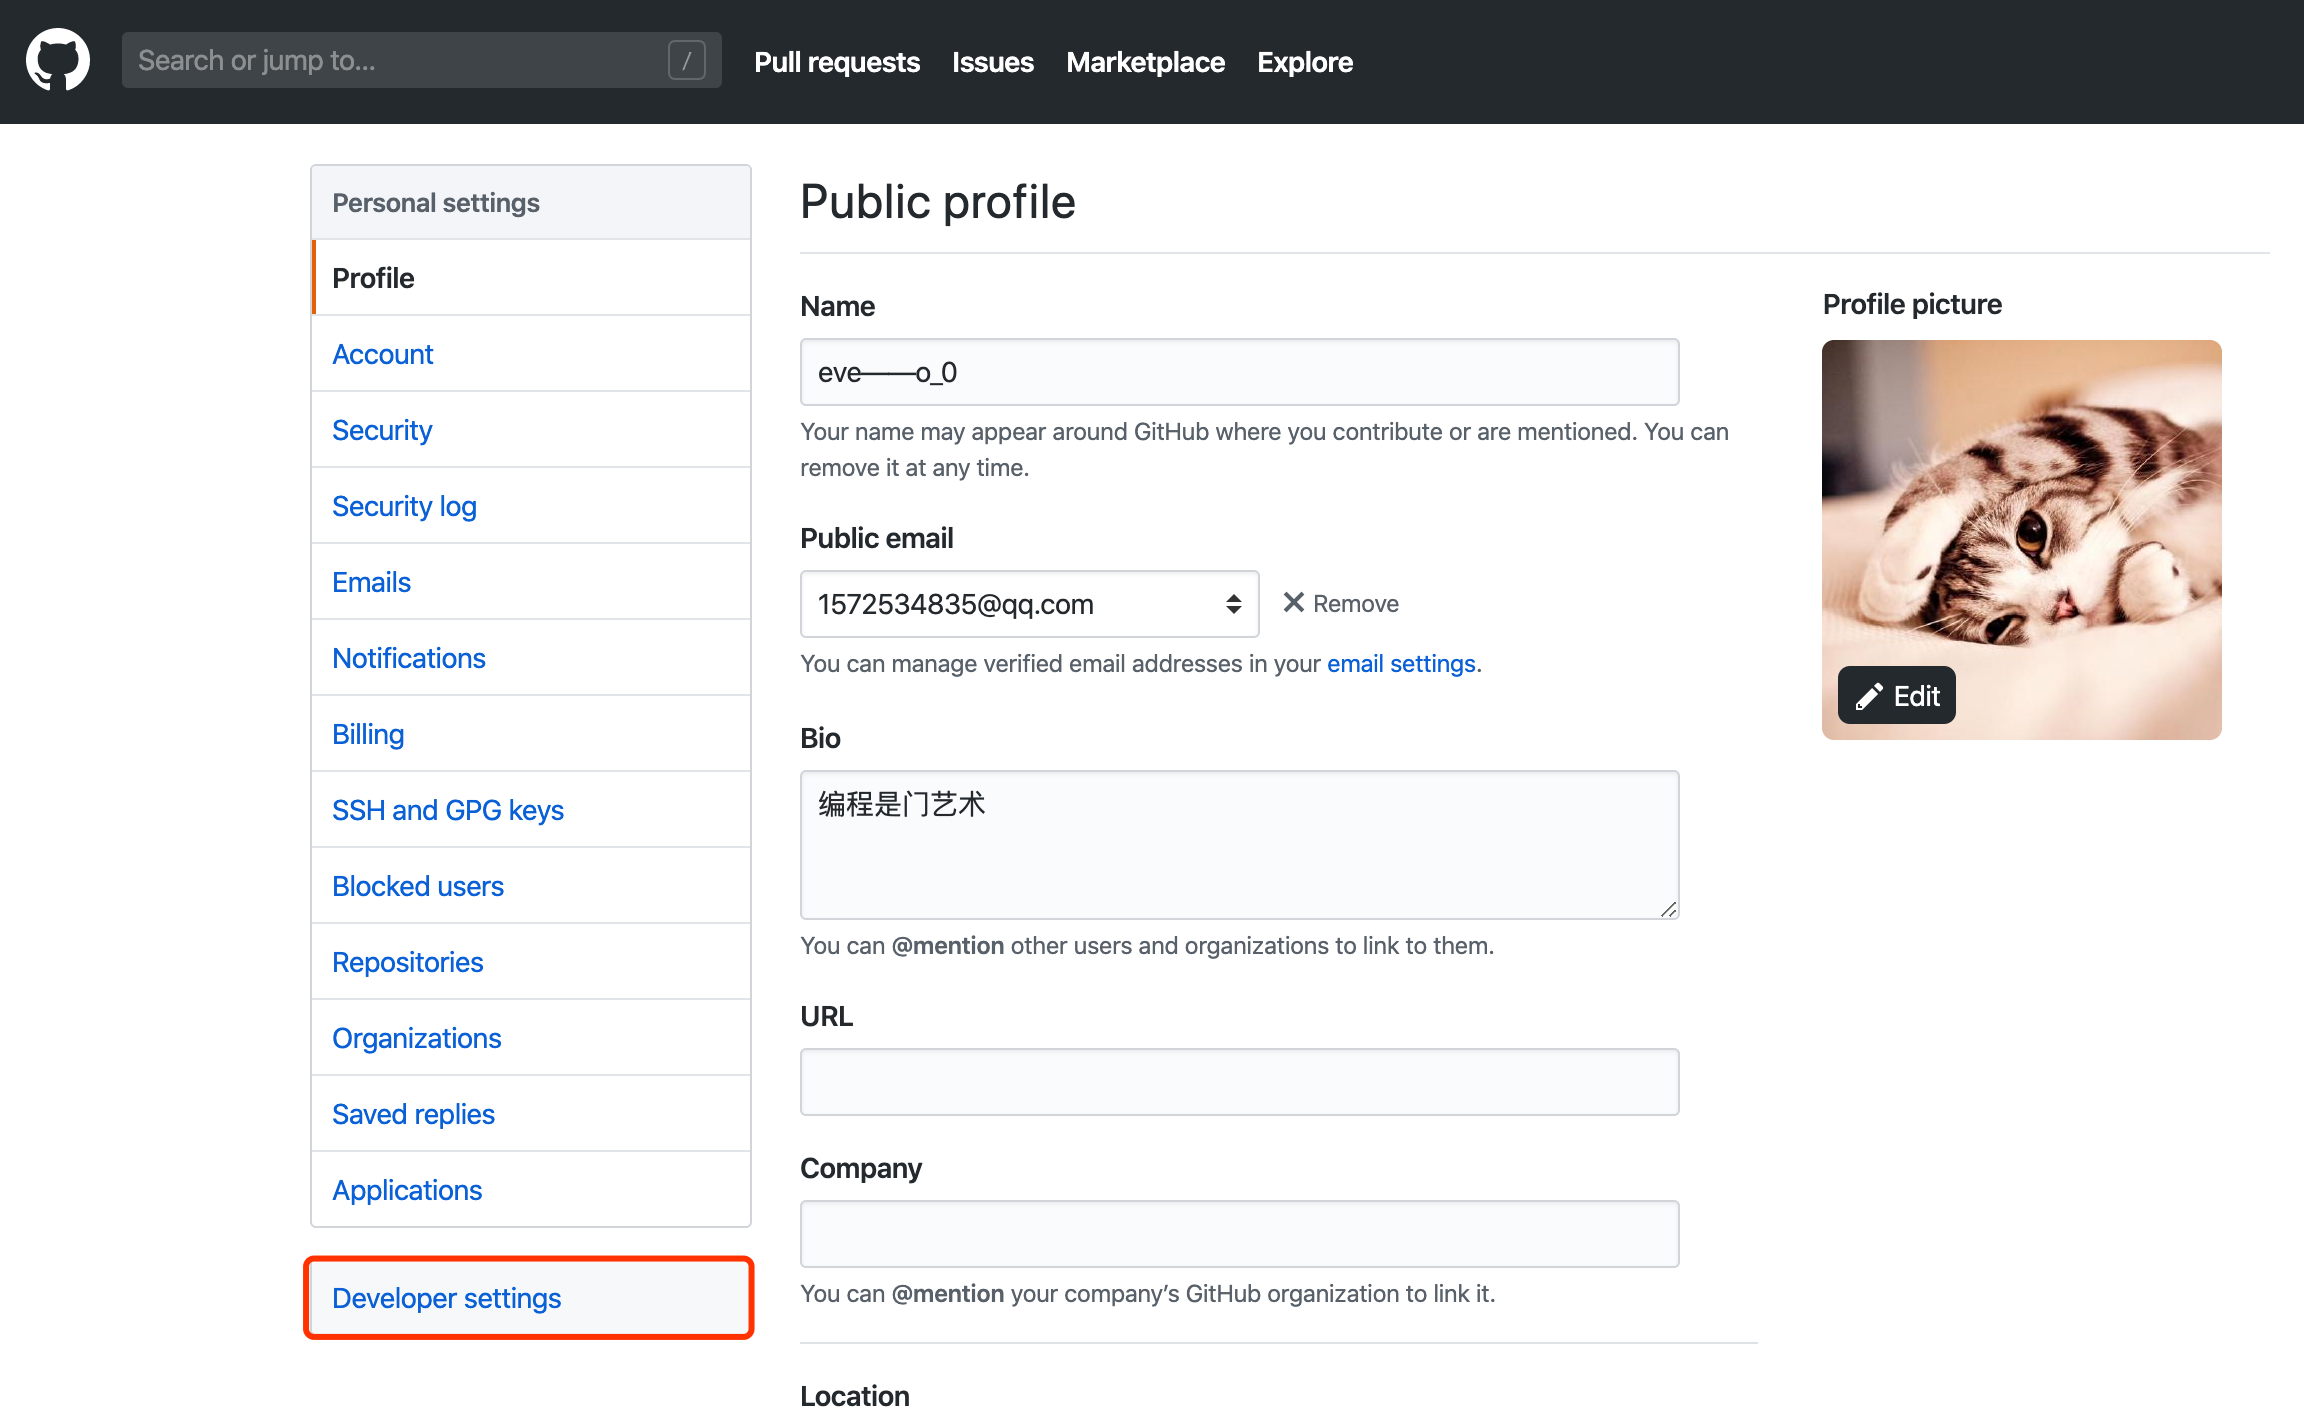 Search or jump to...
/
Pull requests
Issues
Marketplace
Explore
Personal settings
Profile
Account
Security
Security log
Emails
Notifications
Billing
SSH and GPG keys
Blocked users
Repositories
Organizations
Saved replies
Applications
Developer settings
Public profile
Name
eve——o_0
Your name may appear around GitHub where you contribute or are mentioned. You can
remove it at any time.
Public email
1572534835@qq.com
Remove
You can manage verified email addresses in your email settings.
Bio
编程是门艺术
You can @mention other users and organizations to link to them.
URL
Company
You can @mention your company’s GitHub organization to link it.
Location
Profile picture
Edit